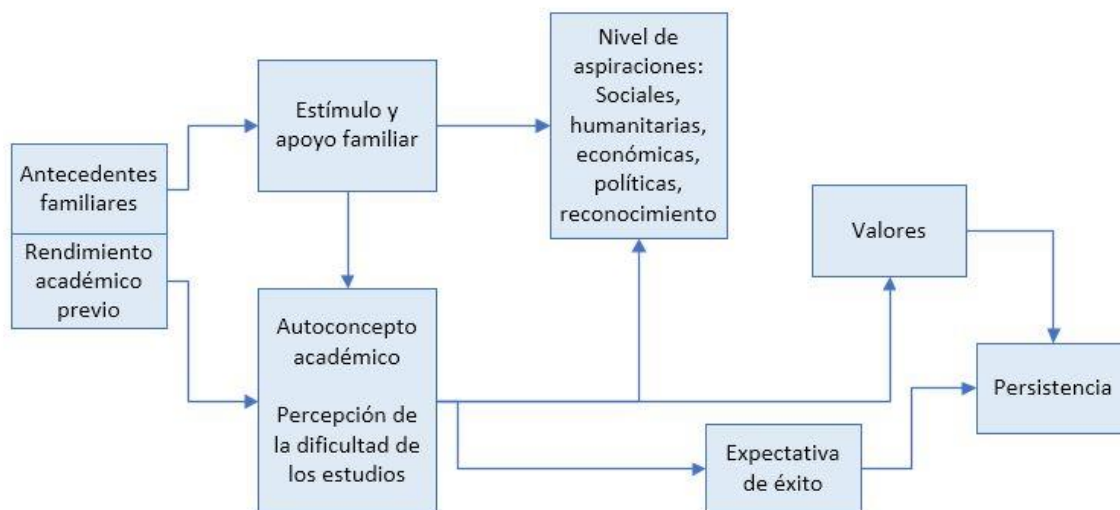 Antecedentes
familiares
Rendimiento
académico
previo
Estímulo y
apoyo familiar
Autoconcepto
académico
Percepción de
la dificultad de
los estudios
Nivel de
aspiraciones:
Sociales,
humanitarias,
económicas,
políticas,
reconocimiento
Valores
Expectativa
de éxito
Persistencia